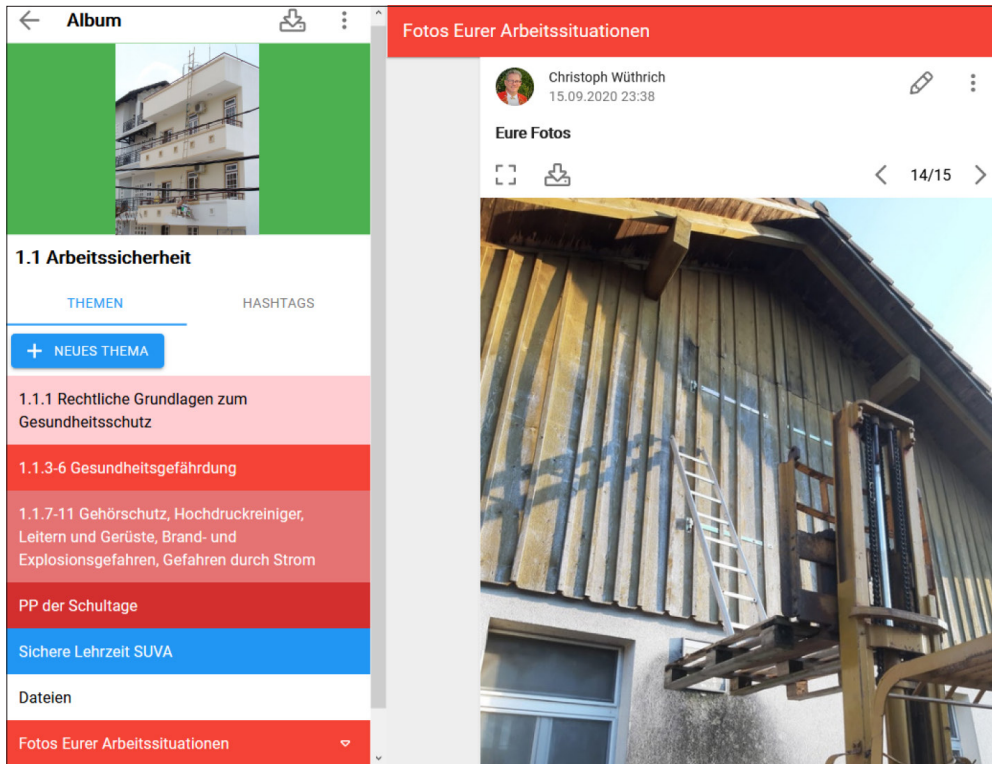 Album
1.1 Arbeitssicherheit
THEMEN
HASHTAGS
+ NEUES THEMA
1.1.1 Rechtliche Grundlagen zum
Gesundheitsschutz
1.1.3-6 Gesundheitsgefährdung
1.1.7-11 Gehörschutz, Hochdruckreiniger,
Leitern und Gerüste, Brand- und
Explosionsgefahren, Gefahren durch Strom
PP der Schultage
Sichere Lehrzeit SUVA
Dateien
Fotos Eurer Arbeitssituationen
Fotos Eurer Arbeitssituationen
Christoph Wüthrich
15.09.2020 23:38
Eure Fotos
14/15